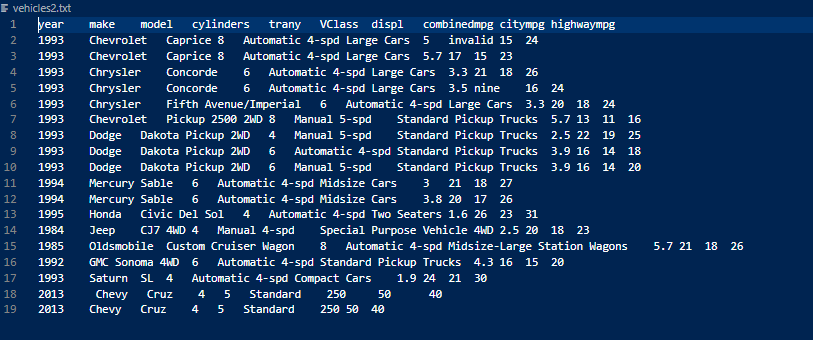 vehicles2.txt
1 year make model cylinders trany VClass displ combinedmpg citympg highwaympg
2 1993 Chevrolet Caprice 8 Automatic 4-spd Large Cars 5 invalid 15 24
3 1993 Chevrolet Caprice 8 Automatic 4-spd Large Cars 5.7 17 15 23
4 1993 Chrysler Concorde 6 Automatic 4-spd Large Cars 3.3 21 18 26
5 1993 Chrysler Concorde 6 Automatic 4-spd Large Cars 3.5 nine 16 24
6 1993 Chrysler Fifth Avenue/Imperial 6 Automatic 4-spd Large Cars 3.3 20 18 24
7 1993 Chevrolet Pickup 2500 2WD 8 Manual 5-spd Standard Pickup Trucks 5.7 13 11 16
8 1993 Dodge Dakota Pickup 2WD 4 Manual 5-spd Standard Pickup Trucks 2.5 22 19 25
9 1993 Dodge Dakota Pickup 2WD 6 Automatic 4-spd Standard Pickup Trucks 3.9 16 14 18
10 1993 Dodge Dakota Pickup 2WD 6 Manual 5-spd Standard Pickup Trucks 3.9 16 14 20
11 1994 Mercury Sable 6 Automatic 4-spd Midsize Cars 3 21 18 27
12 1994 Mercury Sable 6 Automatic 4-spd Midsize Cars 3.8 20 17 26
13 1995 Honda Civic Del Sol 4 Automatic 4-spd Two Seaters 1.6 26 23 31
14 1984 Jeep CJ7 4WD 4 Manual 4-spd Special Purpose Vehicle 4WD 2.5 20 18 23
15 1985 Oldsmobile Custom Cruiser Wagon 8 Automatic 4-spd Midsize-Large Station Wagons 5.7 21 18 26
16 1992 GMC Sonoma 4WD 6 Automatic 4-spd Standard Pickup Trucks 4.3 16 15 20
17 1993 Saturn SL 4 Automatic 4-spd Compact Cars 1.9 24 21 30
18 2013 Chevy Cruz 4 5 Standard 250 50 40
19 2013 Chevy Cruz 4 5 Standard 250 50 40